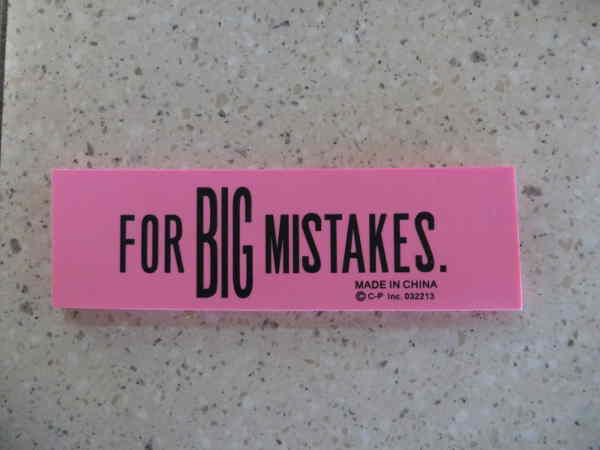 FOR BIG MISTAKES.
MADE IN CHINA
© C-P Inc. 032213